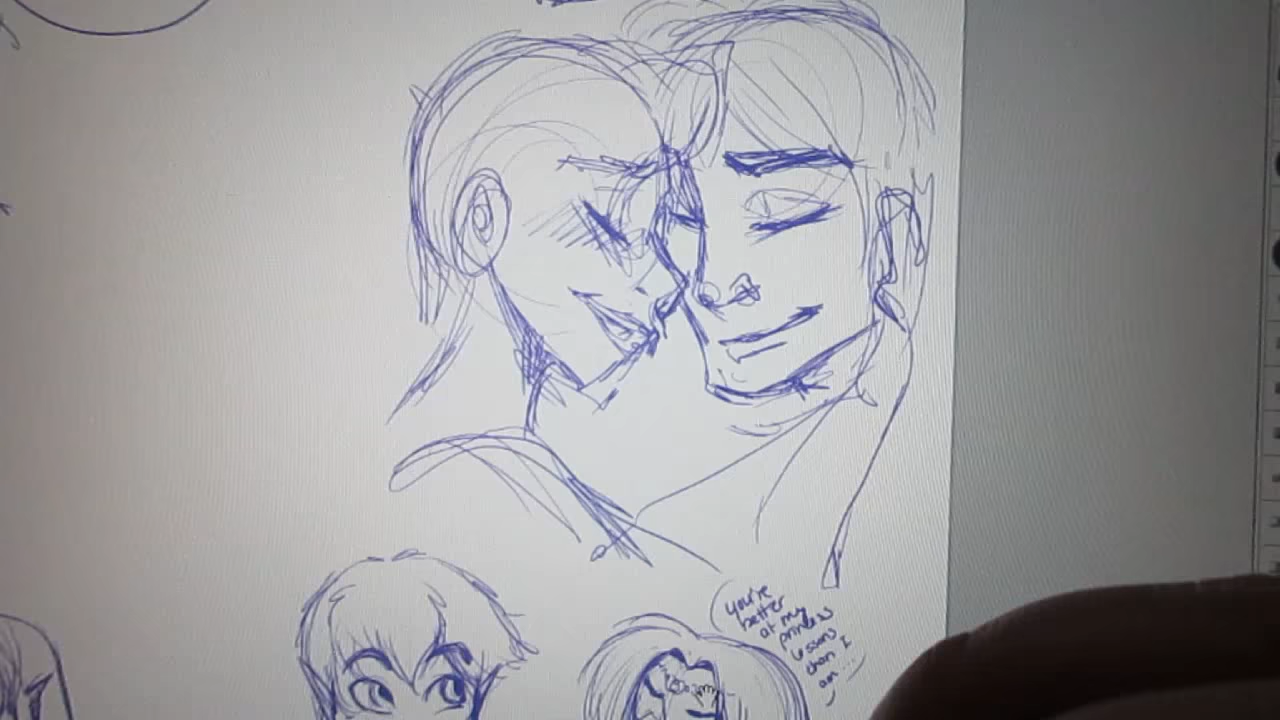 you're
better
at my
princess
lessons
than I
am...